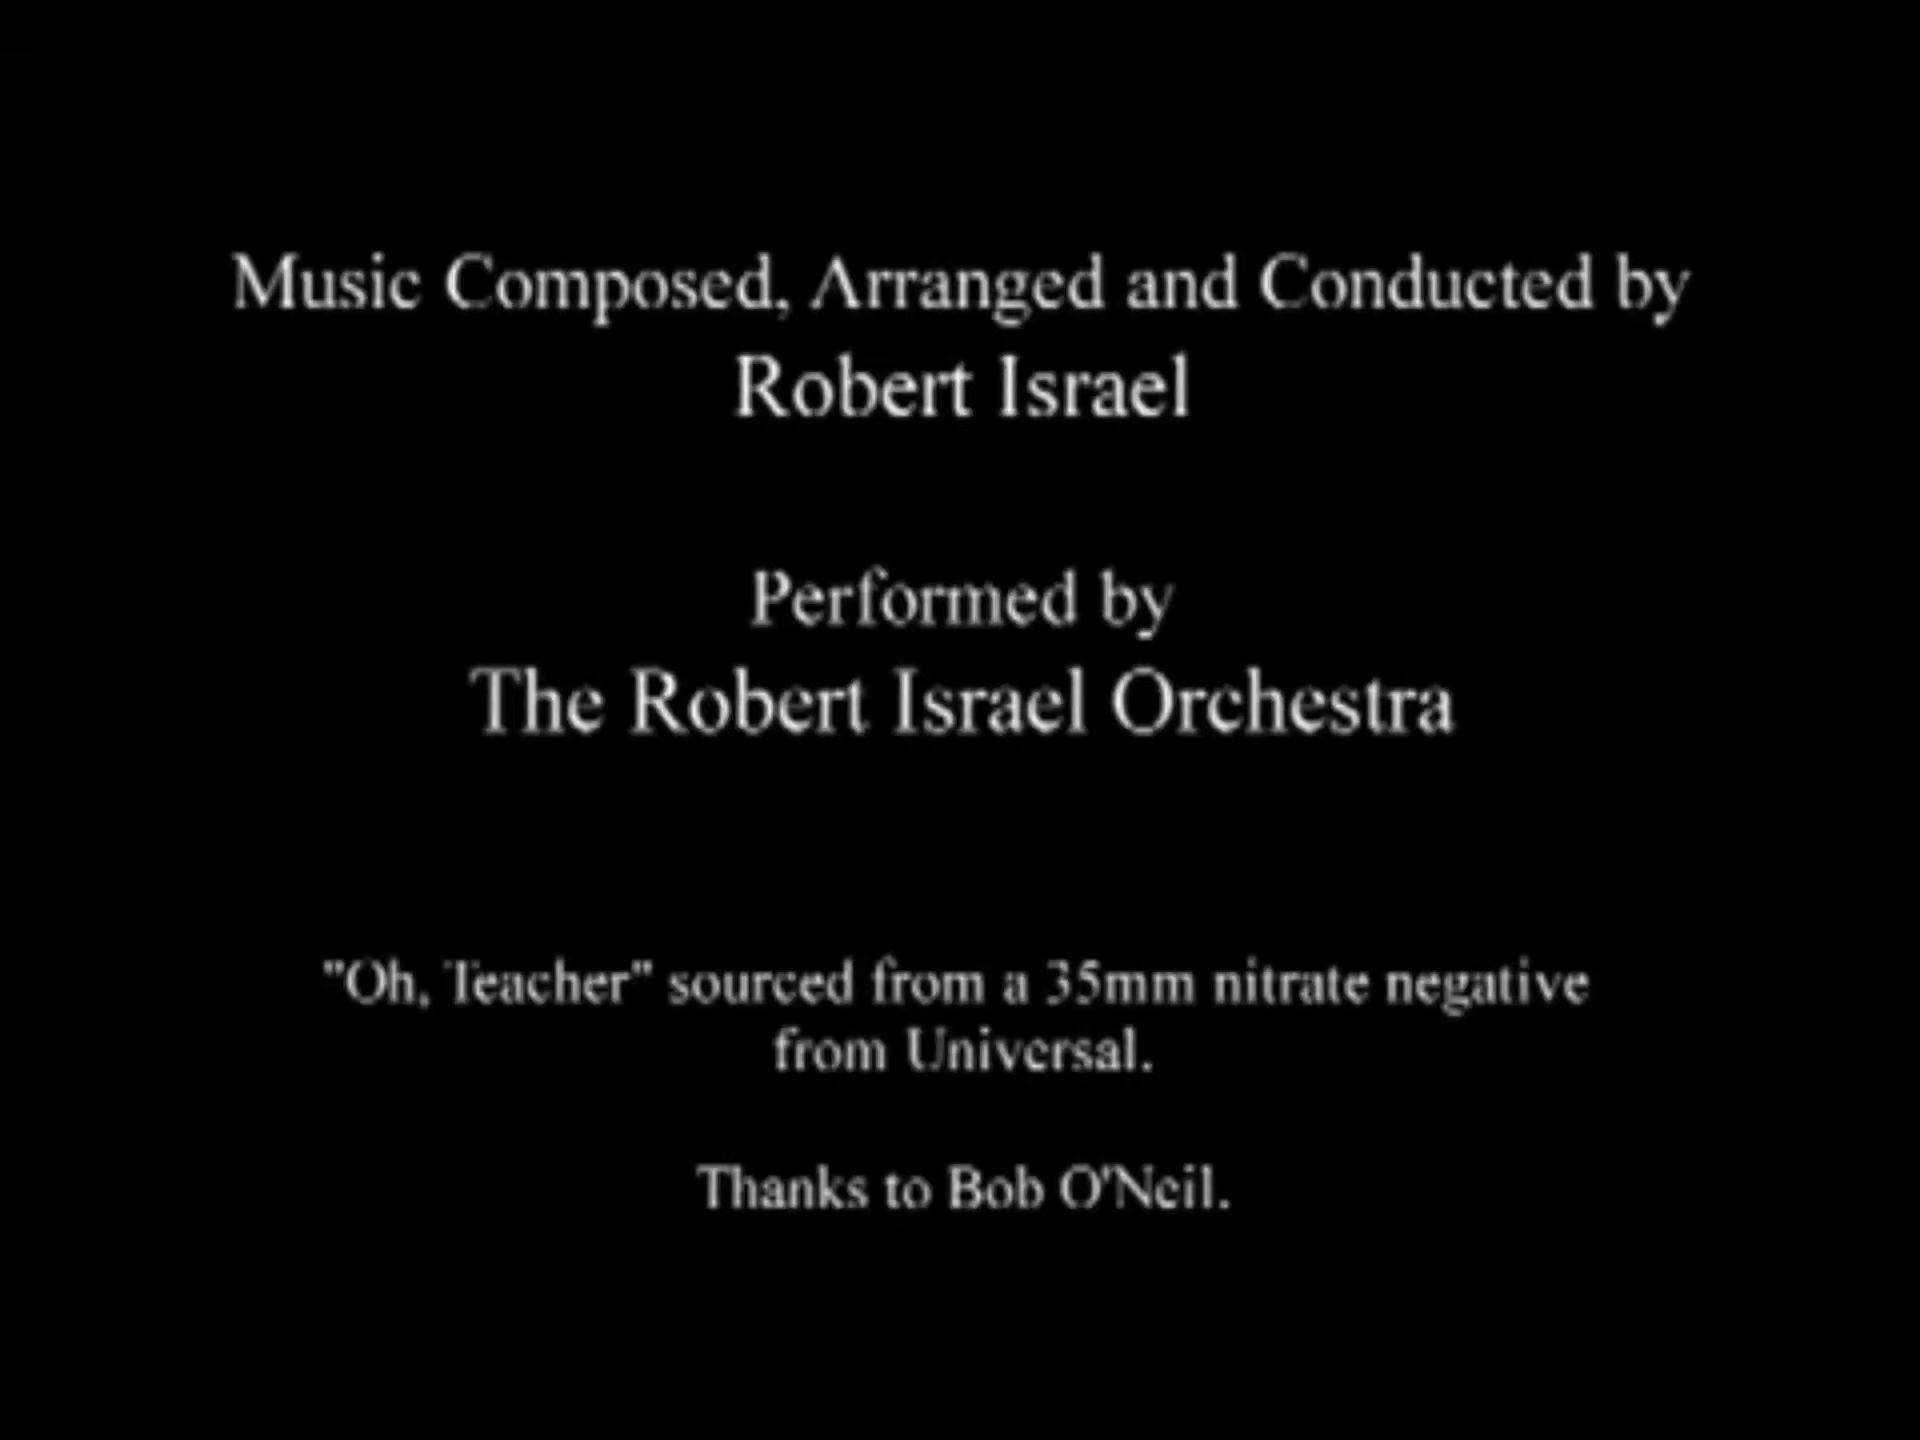 Music Composed, Arranged and Conducted by
Robert Israel
Performed by
The Robert Israel Orchestra
"Oh, Teacher" sourced from a 35mm nitrate negative
from Universal.
Thanks to Bob O'Neil.